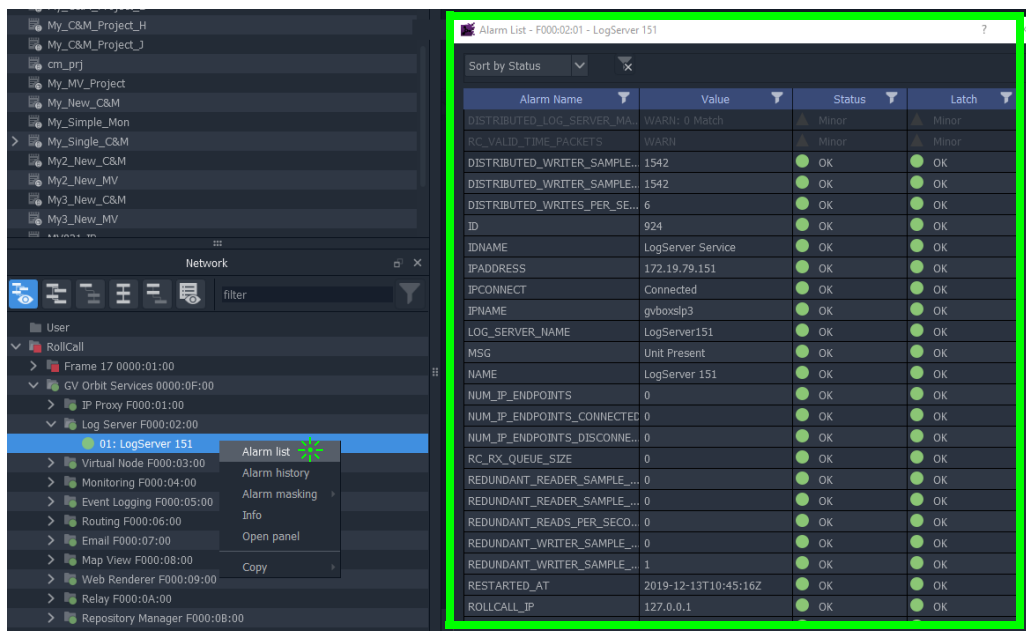 My_C&M_Project_H
My_C&M_Project_J
cm_prj
My_MV_Project
My_New_C&M
My_Simple_Mon
My_Single_C&M
My2_New_C&M
My2_New_MV
My3_New_C&M
My3_New_MV
Network
filter
User
RollCall
Frame 17 0000:01:00
GV Orbit Services 0000:0F:00
IP Proxy F000:01:00
Log Server F000:02:00
01: LogServer 151
Virtual Node F000:03:00
Monitoring F000:04:00
Event Logging F000:05:00
Routing F000:06:00
Email F000:07:00
Map View F000:08:00
Web Renderer F000:09:00
Relay F000:0A:00
Repository Manager F000:0B:00
Alarm list
Alarm history
Alarm masking
Info
Open panel
Copy
Alarm List - F000:02:01 - LogServer 151 ?
Sort by Status
Alarm Name Value Status Latch
DISTRIBUTED_LOG_SERVER_MA... WARN: 0 Match Minor Minor
RC_VALID_TIME_PACKETS WARN Minor Minor
DISTRIBUTED_WRITER_SAMPLE... 1542 OK OK
DISTRIBUTED_WRITER_SAMPLE... 1542 OK OK
DISTRIBUTED_WRITES_PER_SE... 6 OK OK
ID 924 OK OK
IDNAME LogServer Service OK OK
IPADDRESS 172.19.79.151 OK OK
IPCONNECT Connected OK OK
IPNAME gvboxslp3 OK OK
LOG_SERVER_NAME LogServer151 OK OK
MSG Unit Present OK OK
NAME LogServer 151 OK OK
NUM_IP_ENDPOINTS 0 OK OK
NUM_IP_ENDPOINTS_CONNECTED 0 OK OK
NUM_IP_ENDPOINTS_DISCONNE... 0 OK OK
RC_RX_QUEUE_SIZE 0 OK OK
REDUNDANT_READER_SAMPLE_... 0 OK OK
REDUNDANT_READER_SAMPLE_... 0 OK OK
REDUNDANT_READS_PER_SECO... 0 OK OK
REDUNDANT_WRITER_SAMPLE_... 0 OK OK
REDUNDANT_WRITER_SAMPLE_... 1 OK OK
RESTARTED_AT 2019-12-13T10:45:16Z OK OK
ROLLCALL_IP 127.0.0.1 OK OK